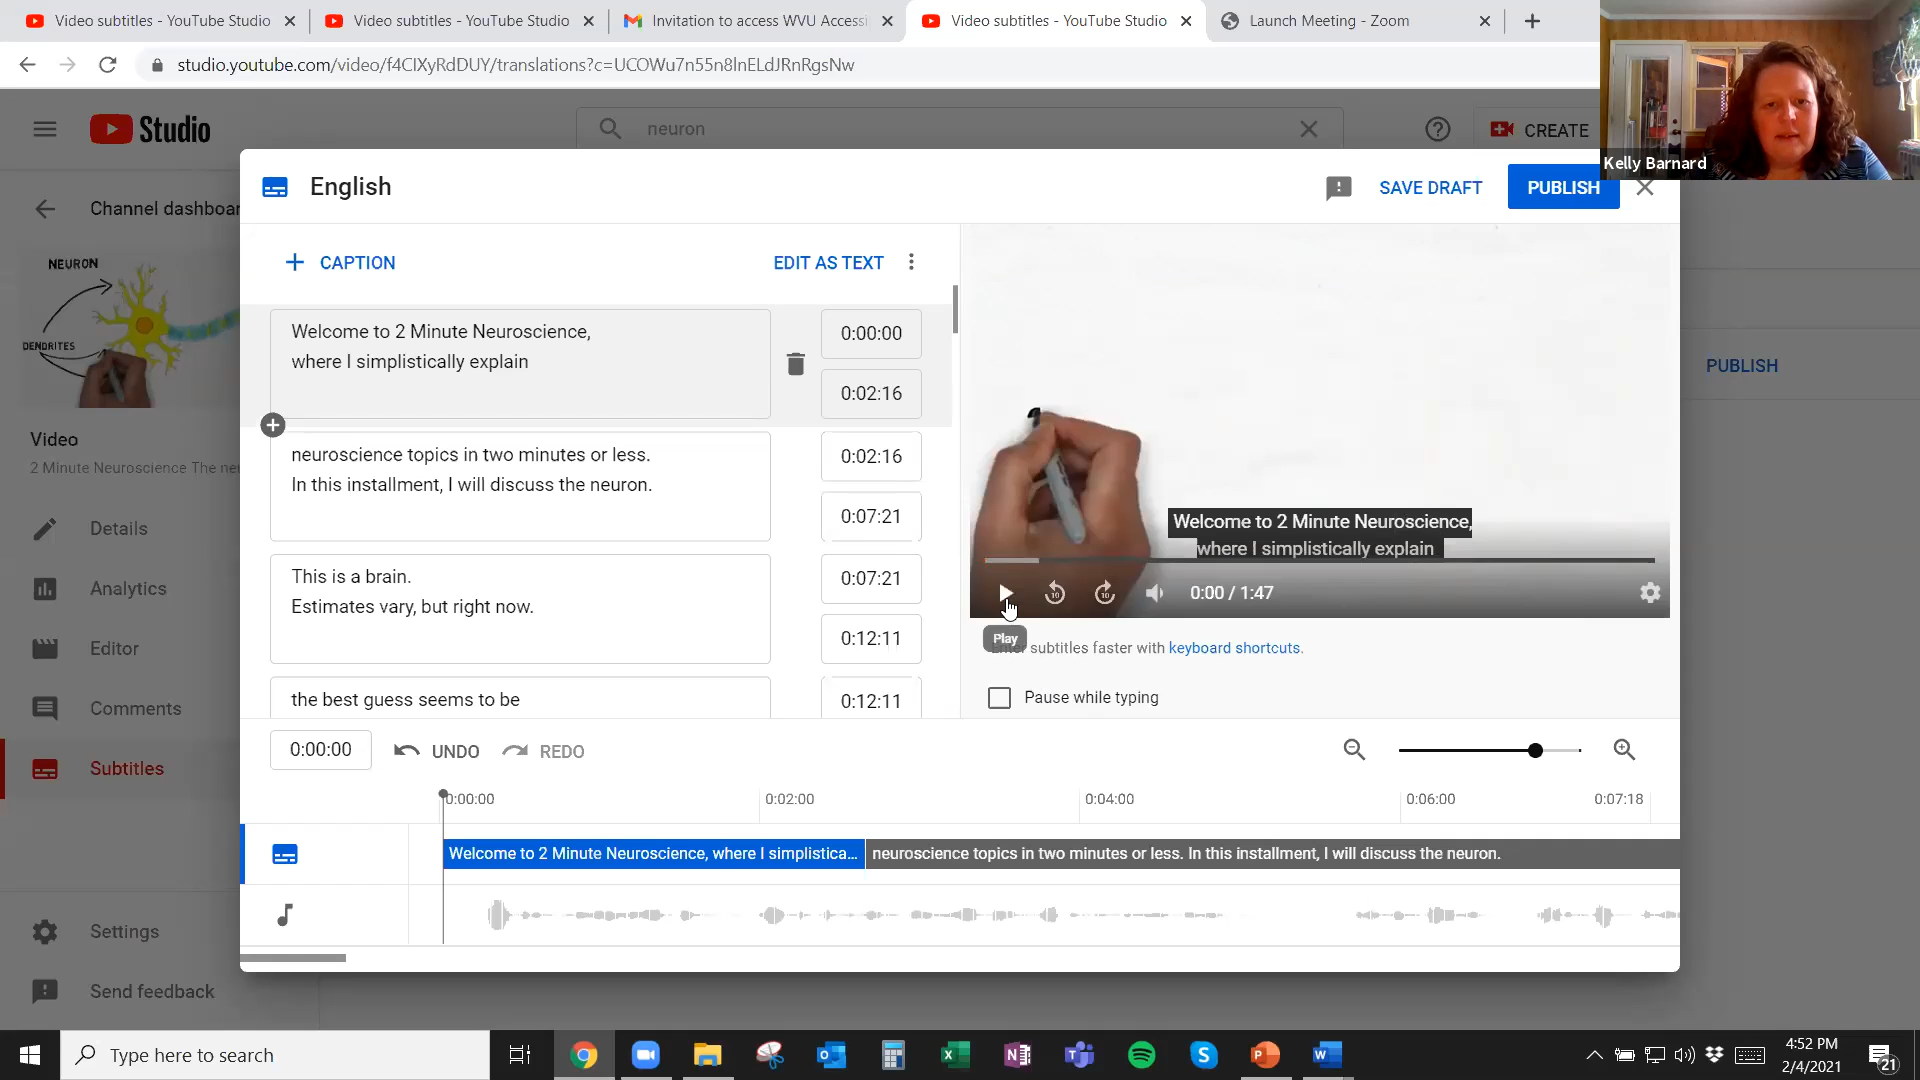 Video subtitles - YouTube Studio
Video subtitles - YouTube Studio
Invitation to access WVU Accessi
Video subtitles - YouTube Studio
Launch Meeting - Zoom
studio.youtube.com/video/f4ClXyRdDUY/translations?c=UCOWu7n55n8lnELdJRnRgsNw
Studio
neuron
CREATE
Kelly Barnard
English
SAVE DRAFT
PUBLISH
Channel dashboar
CAPTION
EDIT AS TEXT
NEURON
DENDRITES
Welcome to 2 Minute Neuroscience,
where I simplistically explain
0:00:00
0:02:16
neuroscience topics in two minutes or less.
In this installment, I will discuss the neuron.
0:02:16
0:07:21
This is a brain.
Estimates vary, but right now.
0:07:21
0:12:11
the best guess seems to be
0:12:11
Welcome to 2 Minute Neuroscience,
where I simplistically explain
10
10
0:00 / 1:47
Play
subtitles faster with keyboard shortcuts.
Pause while typing
PUBLISH
Video
2 Minute Neuroscience The neu
Details
Analytics
Editor
Comments
Subtitles
Settings
Send feedback
0:00:00
UNDO
REDO
0:00:00
0:02:00
0:04:00
0:06:00
0:07:18
Welcome to 2 Minute Neuroscience, where I simplistica...
neuroscience topics in two minutes or less. In this installment, I will discuss the neuron.
Type here to search
4:52 PM
2/4/2021
21